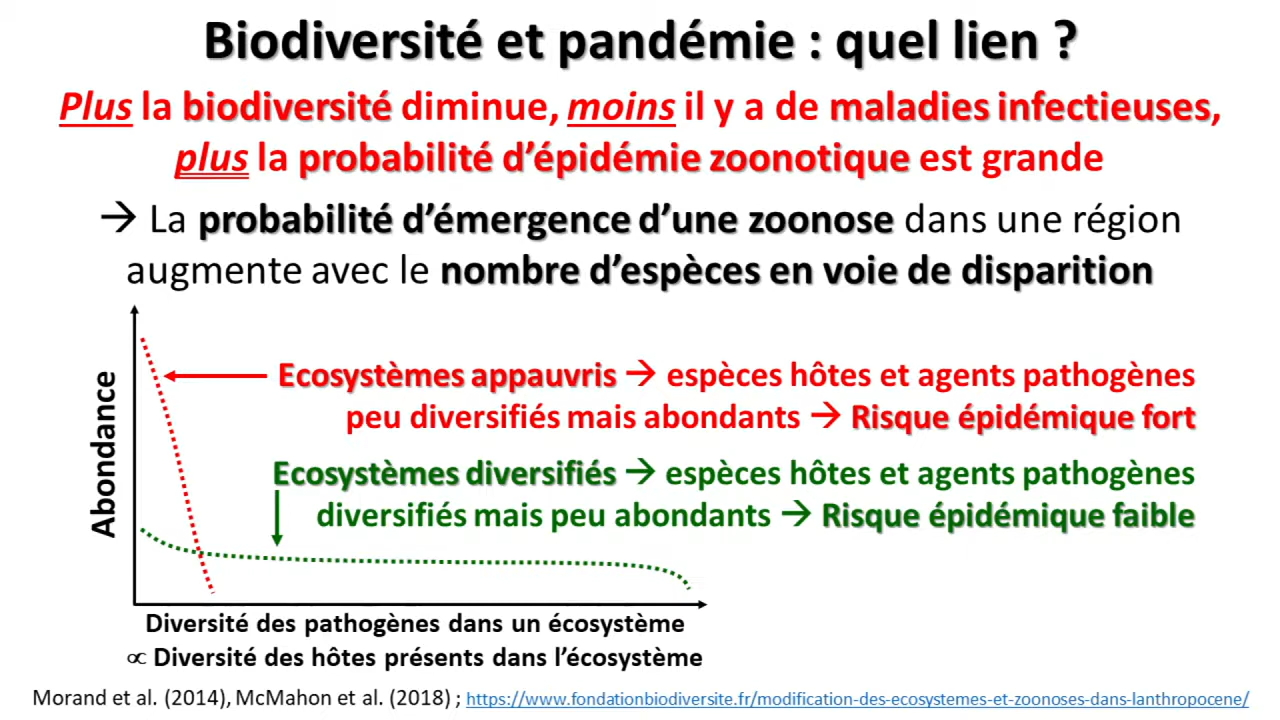 Biodiversité et pandémie : quel lien ?
Plus la biodiversité diminue, moins il y a de maladies infectieuses,
plus la probabilité d’épidémie zoonotique est grande
→ La probabilité d’émergence d’une zoonose dans une région
augmente avec le nombre d’espèces en voie de disparition
Abondance
Ecosystèmes appauvris → espèces hôtes et agents pathogènes
peu diversifiés mais abondants → Risque épidémique fort
Ecosystèmes diversifiés → espèces hôtes et agents pathogènes
diversifiés mais peu abondants → Risque épidémique faible
Diversité des pathogènes dans un écosystème
∝ Diversité des hôtes présents dans l’écosystème
Morand et al. (2014), McMahon et al. (2018) ; https://www.fondationbiodiversite.fr/modification-des-ecosystemes-et-zoonoses-dans-lanthropocene/